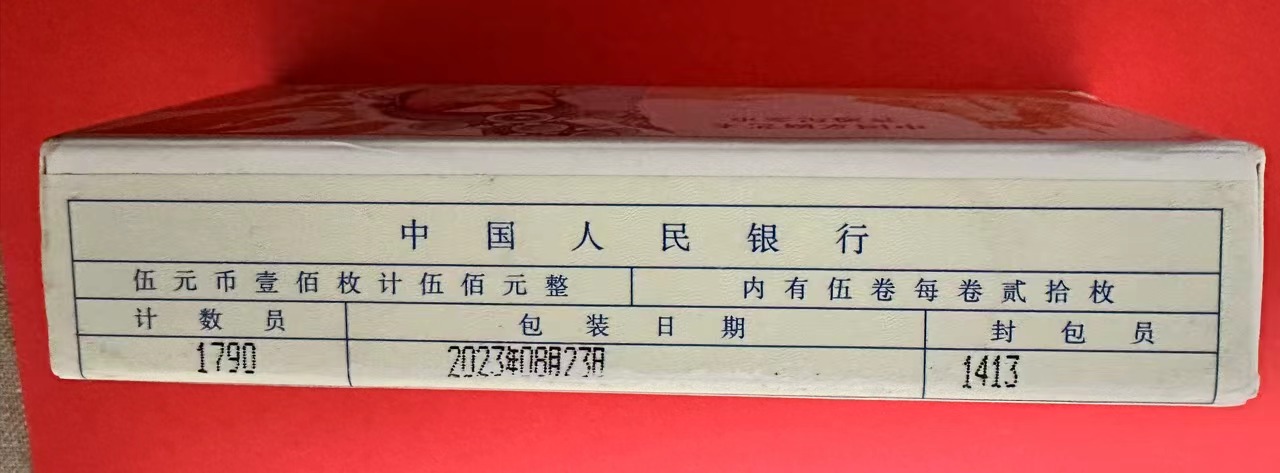 中国人民银行
伍元币壹佰枚计伍佰元整 内有伍卷每卷贰拾枚
计数员 包装日期 封包员
1790 2023年08月23日 1413